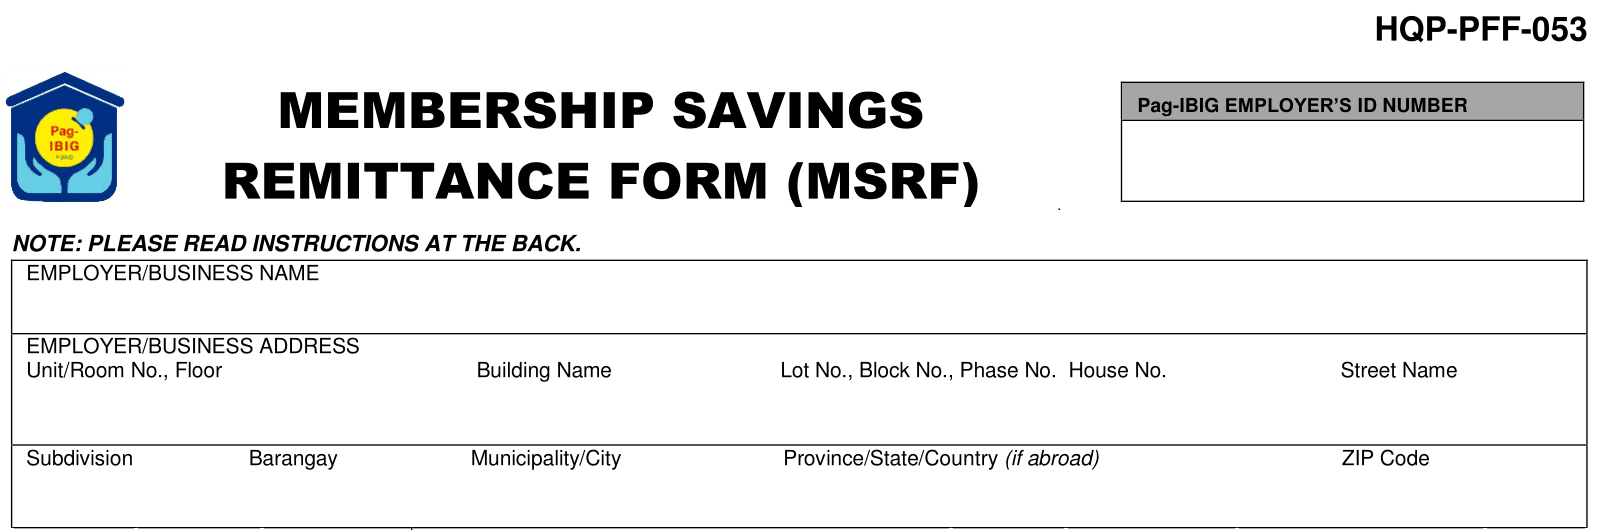 HQP-PFF-053
Pag-IBIG
FUND
MEMBERSHIP SAVINGS
REMITTANCE FORM (MSRF)
Pag-IBIG EMPLOYER'S ID NUMBER
NOTE: PLEASE READ INSTRUCTIONS AT THE BACK.
EMPLOYER/BUSINESS NAME
EMPLOYER/BUSINESS ADDRESS
Unit/Room No., Floor Building Name Lot No., Block No., Phase No. House No. Street Name
Subdivision Barangay Municipality/City Province/State/Country (if abroad) ZIP Code